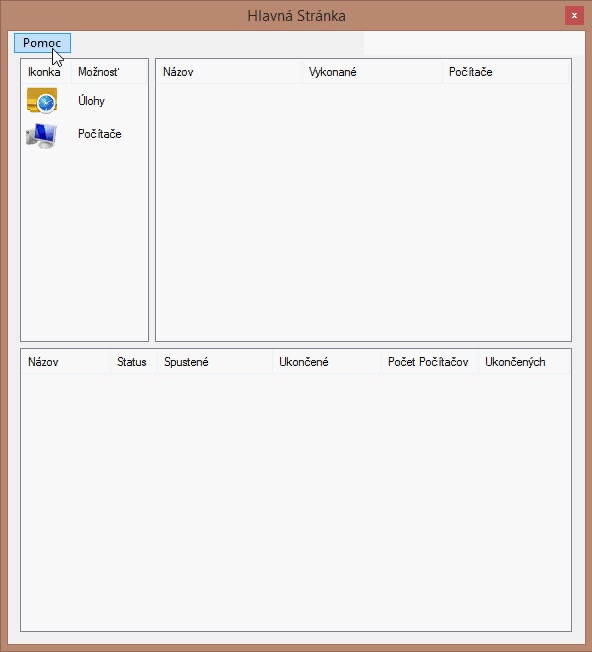 Hlavná Stránka
x
Pomoc
Ikonka Možnosť
Úlohy
Počítače
Názov Vykonané Počítače
Názov Status Spustené Ukončené Počet Počítačov Ukončených